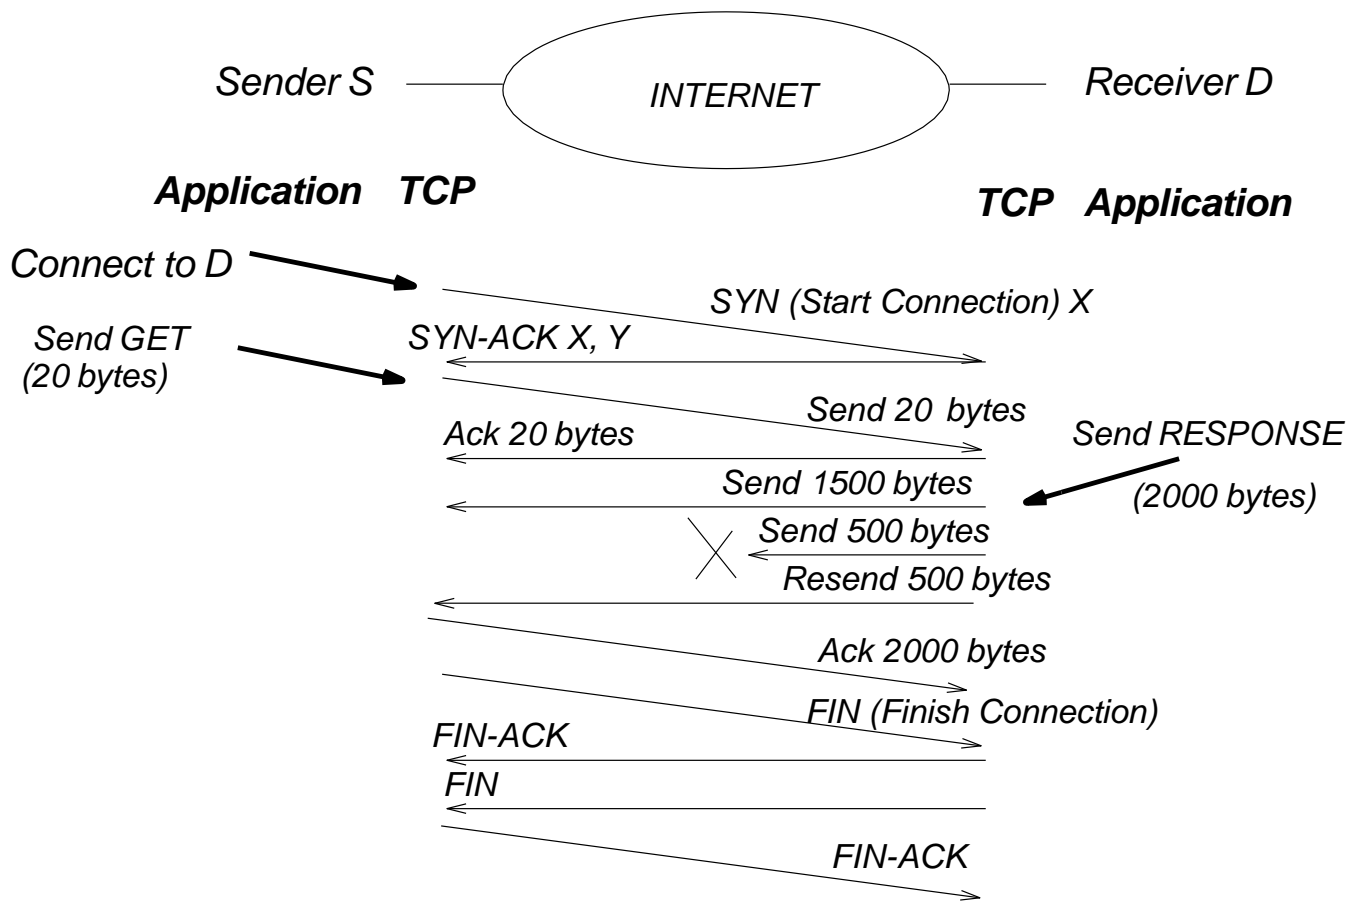 Sender S
INTERNET
Receiver D
Application TCP
TCP Application
Connect to D
SYN (Start Connection) X
Send GET
(20 bytes)
SYN-ACK X, Y
Send 20 bytes
Ack 20 bytes
Send RESPONSE
(2000 bytes)
Send 1500 bytes
Send 500 bytes
Resend 500 bytes
Ack 2000 bytes
FIN (Finish Connection)
FIN-ACK
FIN
FIN-ACK